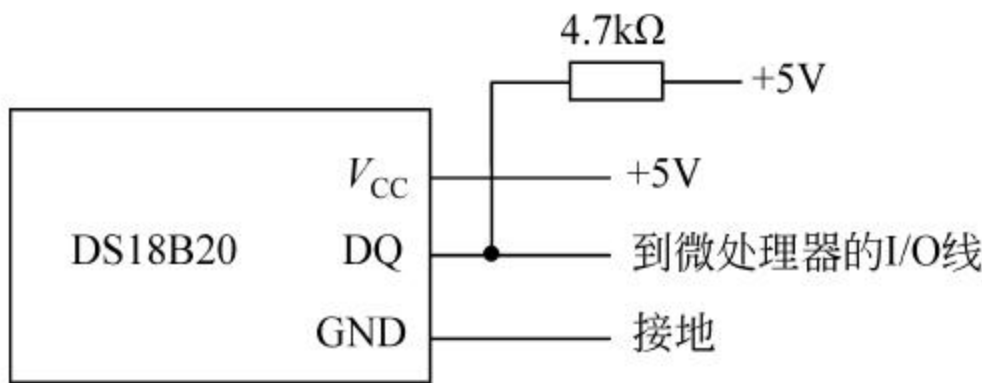 4.7kΩ
+5V
VCC
+5V
DS18B20
DQ
到微处理器的I/O线
GND
接地